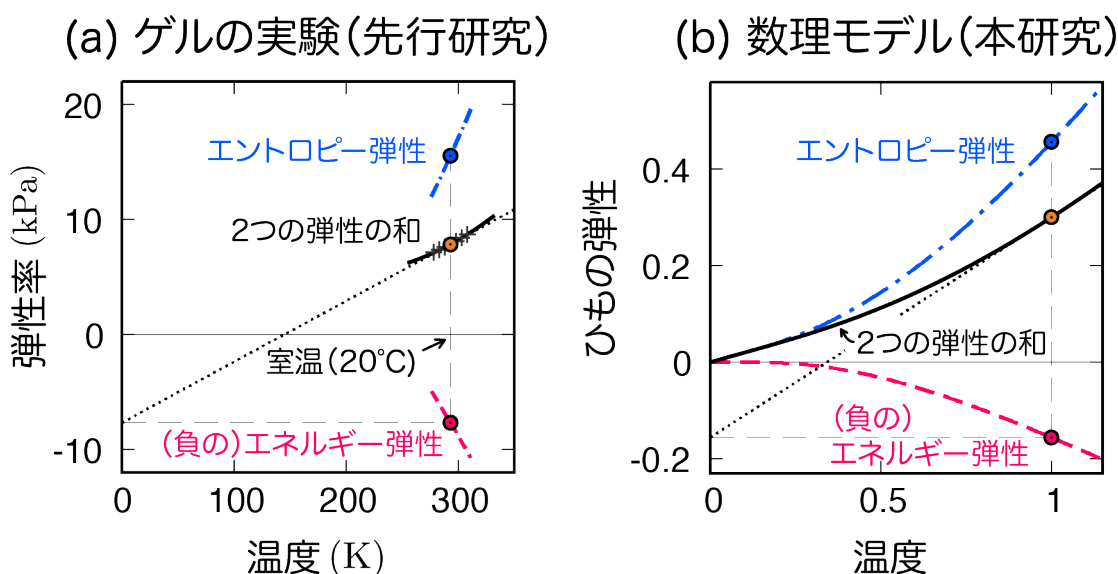 (a) ゲルの実験(先行研究)
弾性率 (kPa)
20
10
0
-10
エントロピー弾性
2つの弾性の和
室温(20℃)
(負の)エネルギー弾性
0
100
200
300
温度 (K)
(b) 数理モデル(本研究)
ひもの弾性
0.4
0.2
0
-0.2
エントロピー弾性
2つの弾性の和
(負の)
エネルギー弾性
0
0.5
1
温度